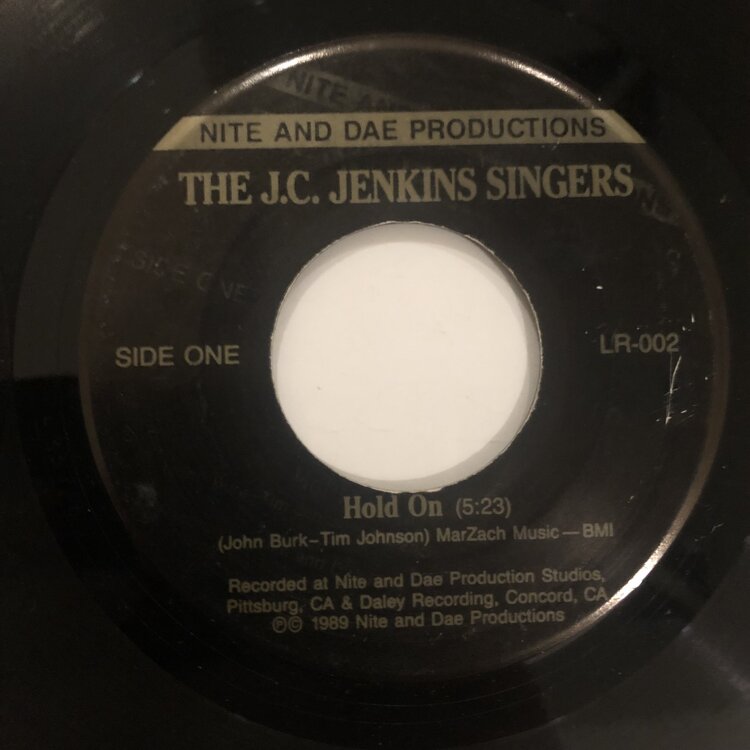 NITE AND DAE PRODUCTIONS
THE J.C. JENKINS SINGERS
SIDE ONE
LR-002
Hold On (5:23)
(John Burk–Tim Johnson) MarZach Music — BMI
Recorded at Nite and Dae Production Studios,
Pittsburg, CA & Daley Recording, Concord, CA
℗© 1989 Nite and Dae Productions